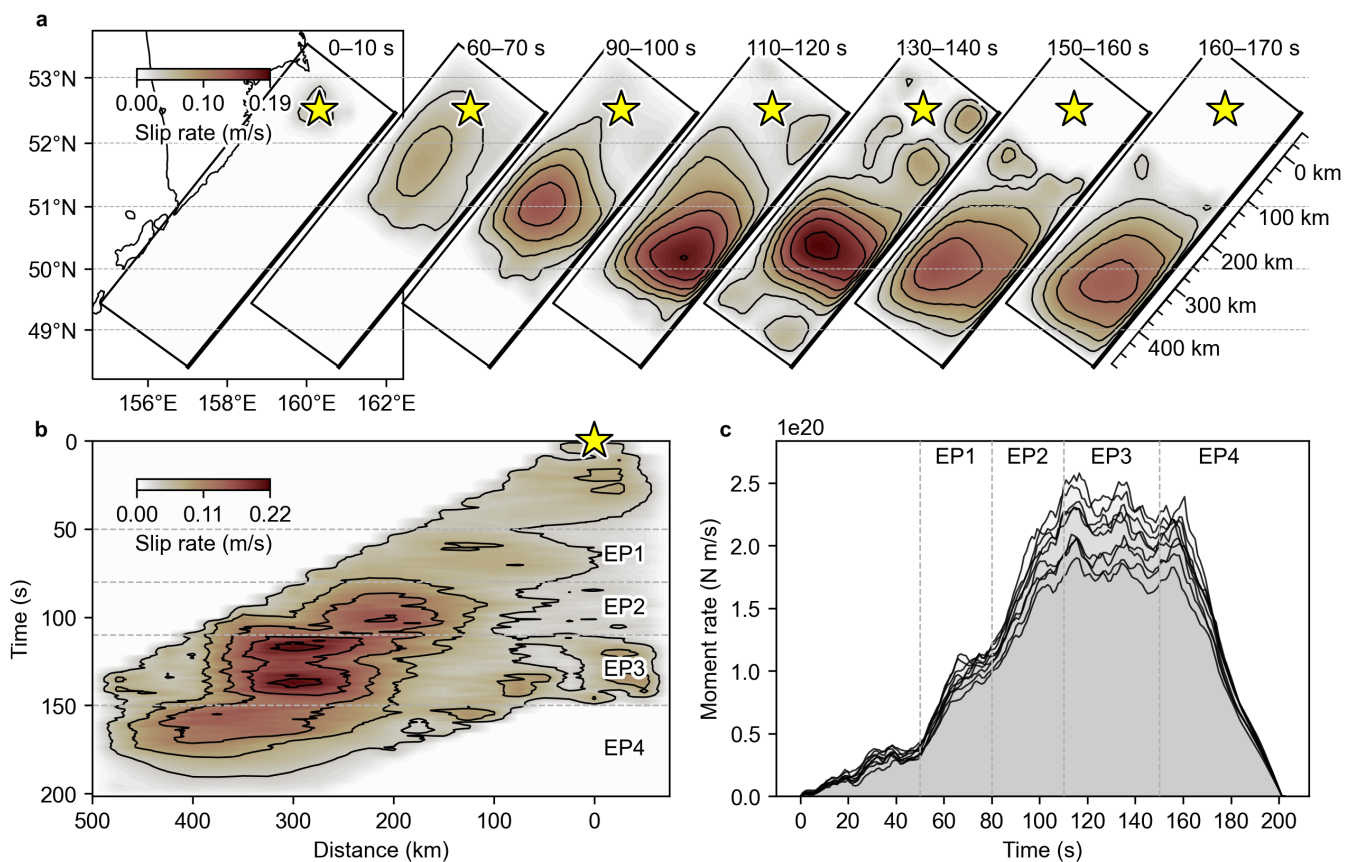 a
0–10 s 60–70 s 90–100 s 110–120 s 130–140 s 150–160 s 160–170 s
53°N
0.00 0.10 0.19
Slip rate (m/s)
52°N
0 km
51°N
100 km
50°N
200 km
300 km
49°N
400 km
156°E 158°E 160°E 162°E
b
0
0.00 0.11 0.22
Slip rate (m/s)
50
EP1
EP2
100
EP3
150
EP4
200
Time (s)
500 400 300 200 100 0
Distance (km)
c
1e20
EP1 EP2 EP3 EP4
2.5
2.0
1.5
1.0
0.5
0.0
Moment rate (N m/s)
0 20 40 60 80 100 120 140 160 180 200
Time (s)